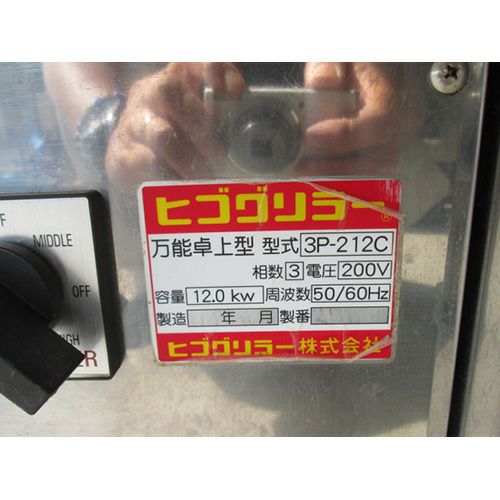 ヒゴグリラー®
万能卓上型 型式 3P-212C
相数 3 電圧 200V
容量 12.0 kw 周波数 50/60Hz
製造 年 月 製番
ヒゴグリラー株式会社
MIDDLE
OFF